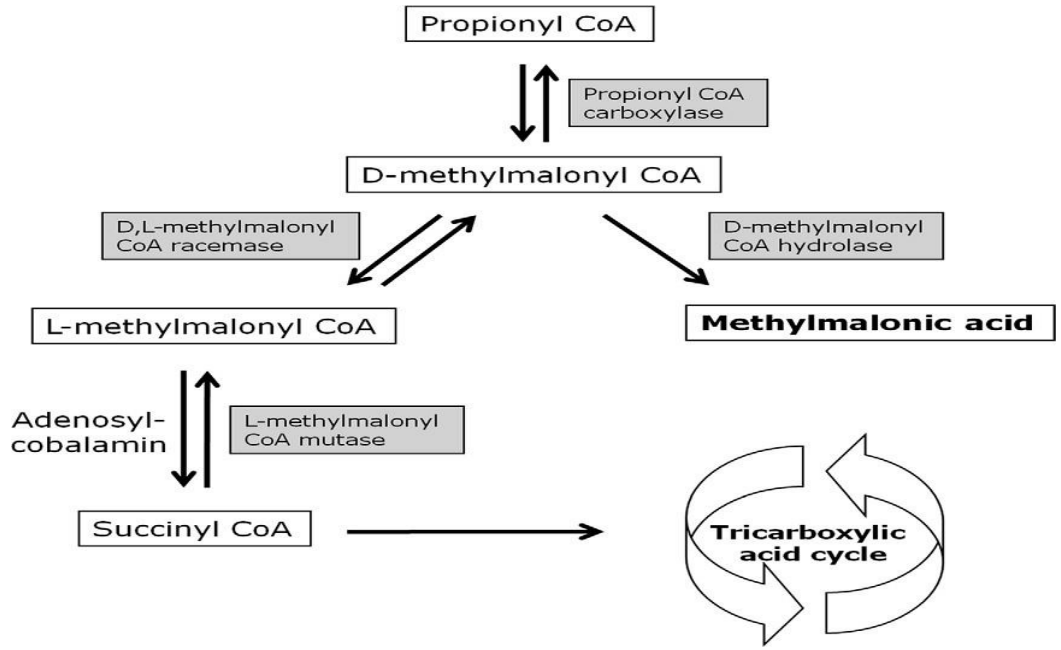 Propionyl CoA
Propionyl CoA
carboxylase
D-methylmalonyl CoA
D,L-methylmalonyl
CoA racemase
D-methylmalonyl
CoA hydrolase
L-methylmalonyl CoA
Methylmalonic acid
Adenosyl-
cobalamin
L-methylmalonyl
CoA mutase
Succinyl CoA
Tricarboxylic
acid cycle